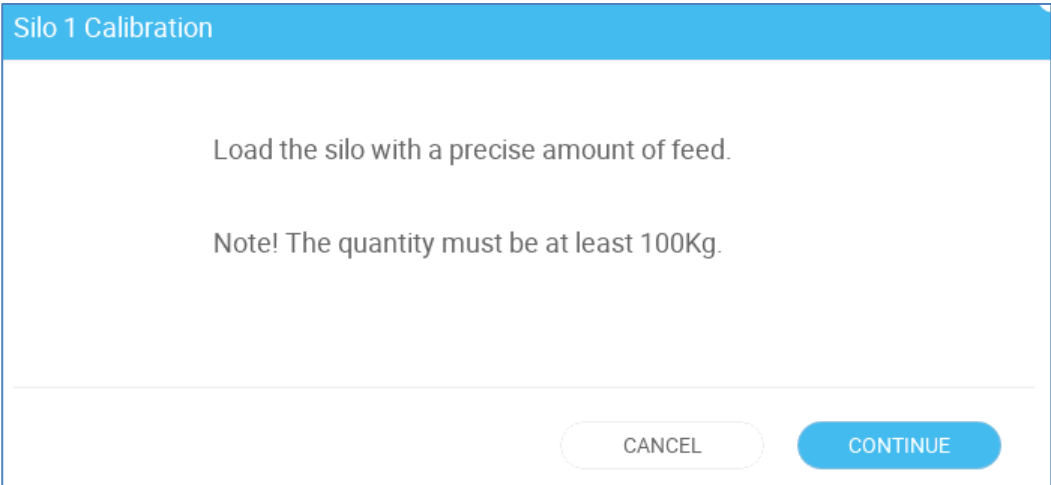 Silo 1 Calibration
Load the silo with a precise amount of feed.
Note! The quantity must be at least 100Kg.
CANCEL
CONTINUE